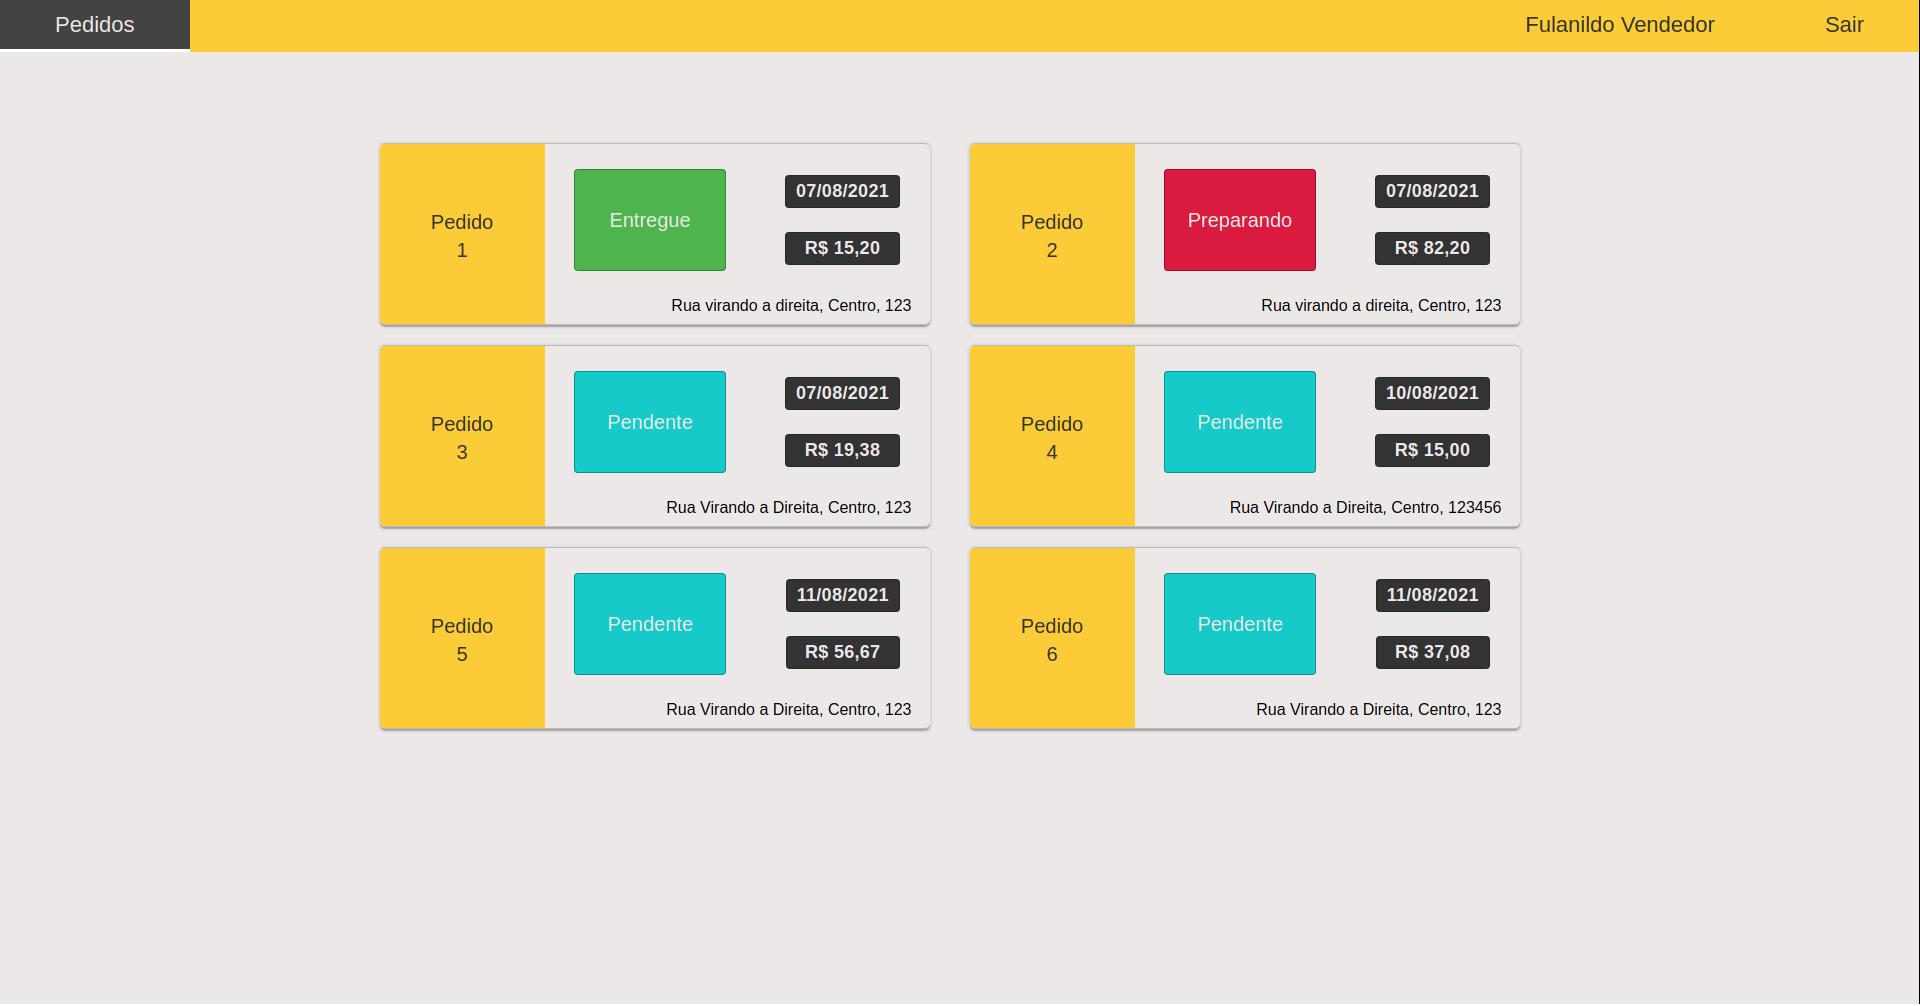 Pedidos
Fulanildo Vendedor
Sair
Pedido
1
Entregue
07/08/2021
R$ 15,20
Rua virando a direita, Centro, 123
Pedido
2
Preparando
07/08/2021
R$ 82,20
Rua virando a direita, Centro, 123
Pedido
3
Pendente
07/08/2021
R$ 19,38
Rua Virando a Direita, Centro, 123
Pedido
4
Pendente
10/08/2021
R$ 15,00
Rua Virando a Direita, Centro, 123456
Pedido
5
Pendente
11/08/2021
R$ 56,67
Rua Virando a Direita, Centro, 123
Pedido
6
Pendente
11/08/2021
R$ 37,08
Rua Virando a Direita, Centro, 123